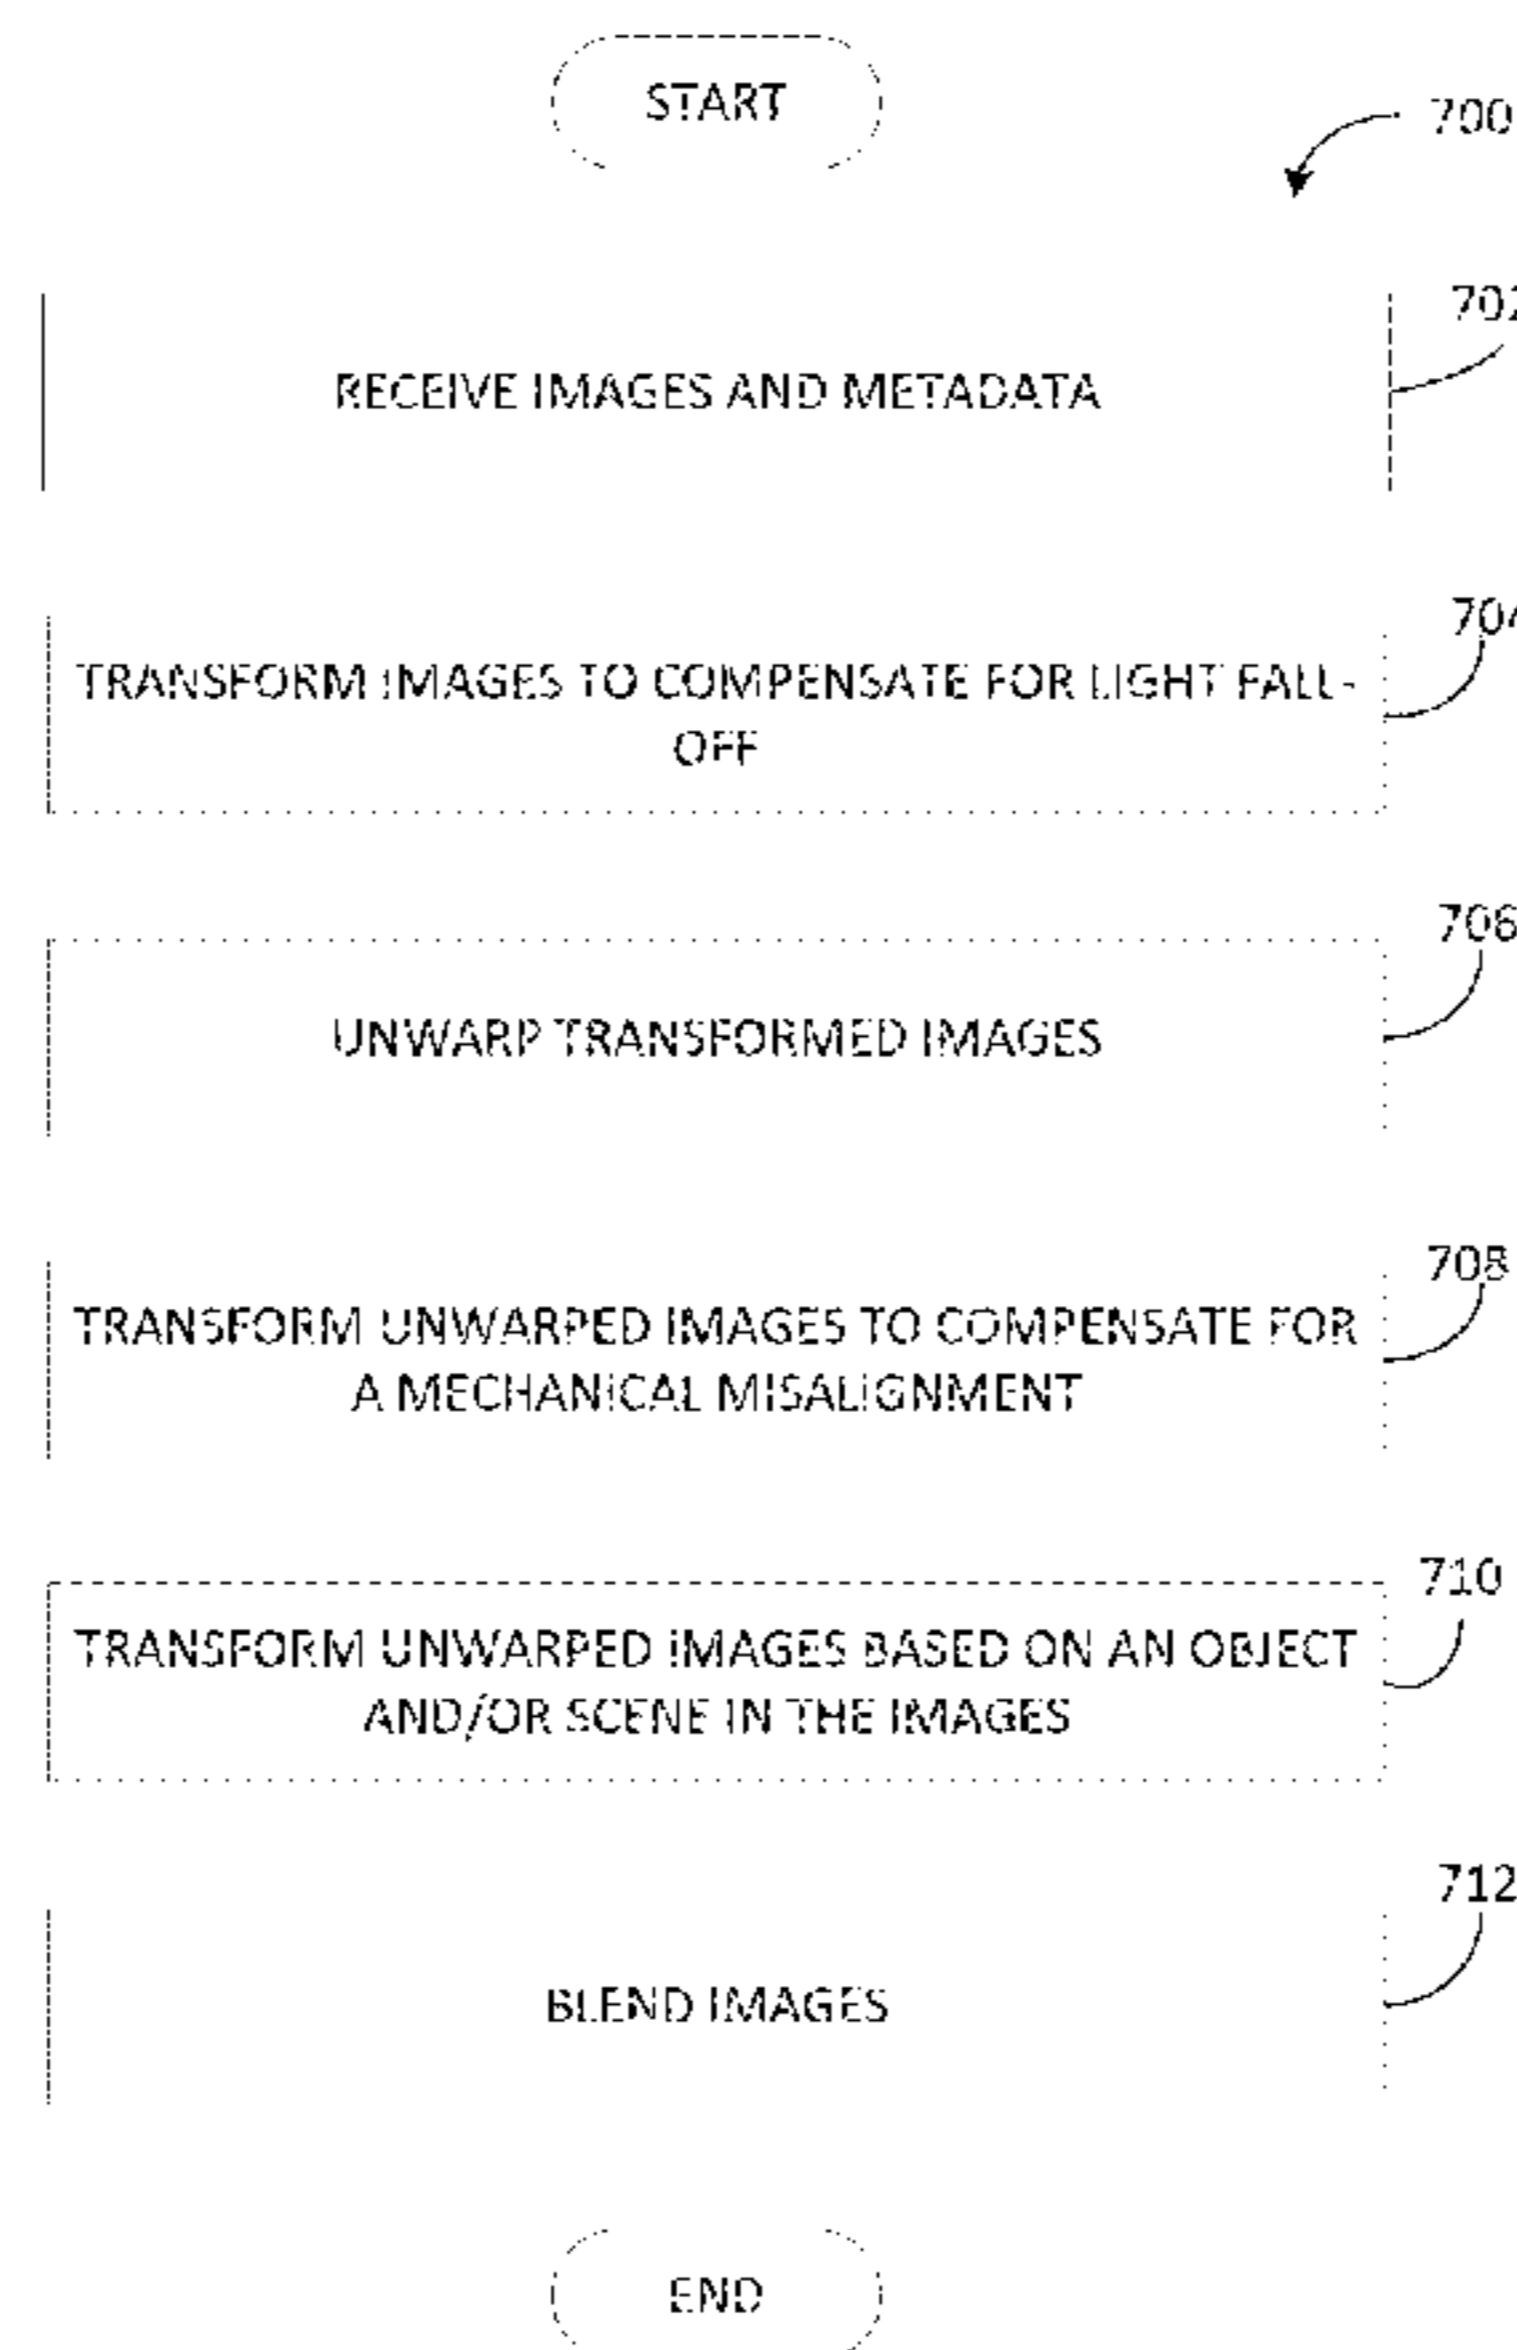 START
700
702
RECEIVE IMAGES AND METADATA
704
TRANSFORM IMAGES TO COMPENSATE FOR LIGHT FALL-
OFF
706
UNWARP TRANSFORMED IMAGES
708
TRANSFORM UNWARPED IMAGES TO COMPENSATE FOR
A MECHANICAL MISALIGNMENT
710
TRANSFORM UNWARPED IMAGES BASED ON AN OBJECT
AND/OR SCENE IN THE IMAGES
712
BLEND IMAGES
END